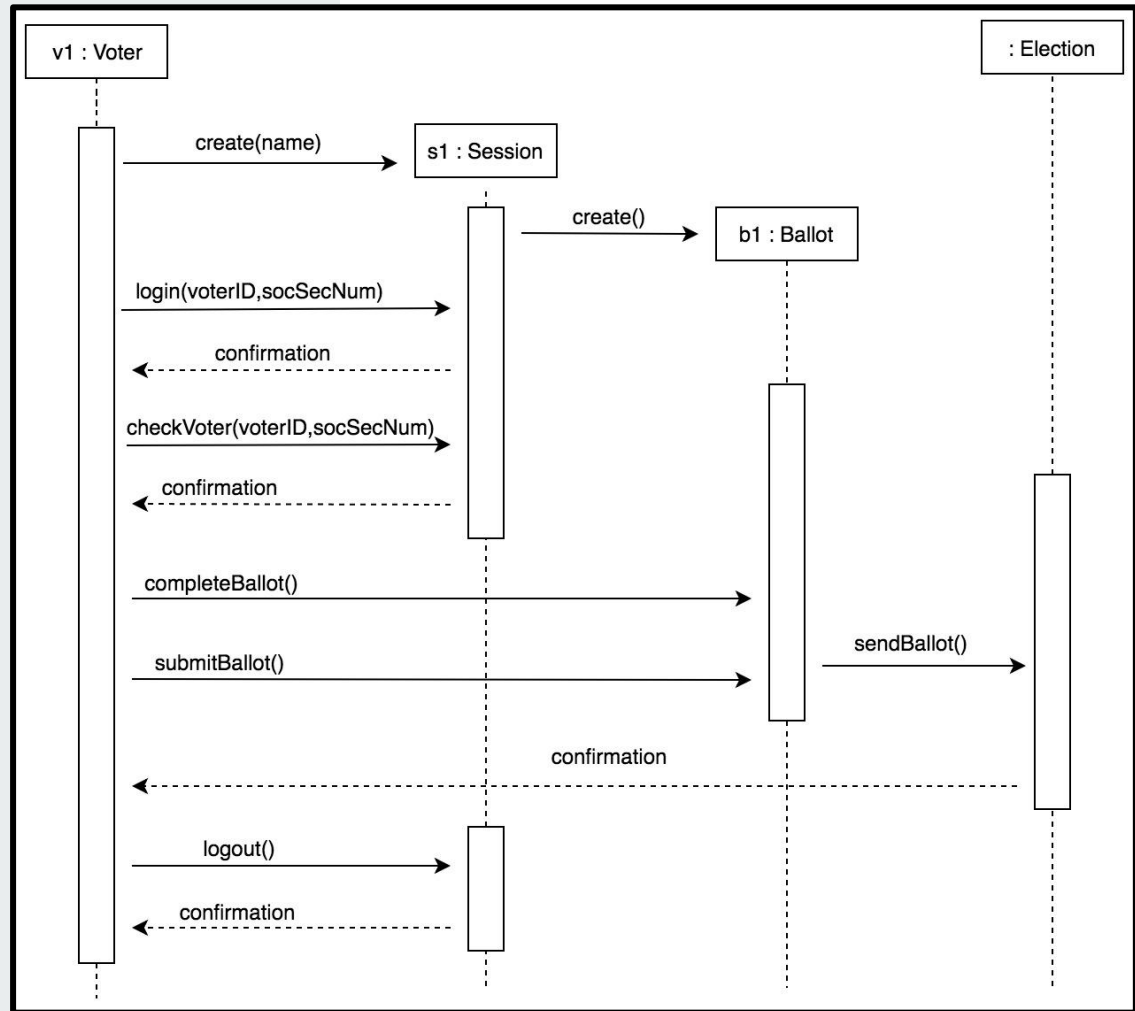 v1 : Voter
: Election
create(name)
s1 : Session
create()
b1 : Ballot
login(voterID,socSecNum)
confirmation
checkVoter(voterID,socSecNum)
confirmation
completeBallot()
sendBallot()
submitBallot()
confirmation
logout()
confirmation